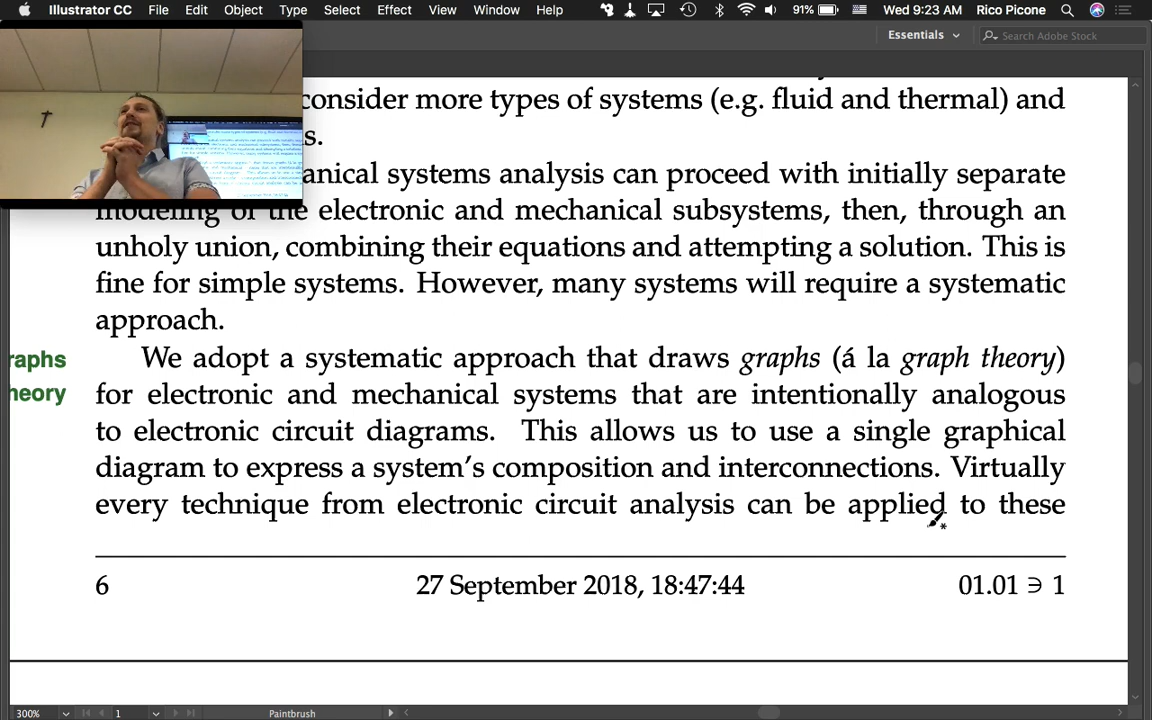 Illustrator CC File Edit Object Type Select Effect View Window Help 91% Wed 9:23 AM Rico Picone
Essentials Search Adobe Stock
consider more types of systems (e.g. fluid and thermal) and
s.
anical systems analysis can proceed with initially separate
modeling of the electronic and mechanical subsystems, then, through an
unholy union, combining their equations and attempting a solution. This is
fine for simple systems. However, many systems will require a systematic
approach.
raphs We adopt a systematic approach that draws graphs (á la graph theory)
heory for electronic and mechanical systems that are intentionally analogous
to electronic circuit diagrams. This allows us to use a single graphical
diagram to express a system's composition and interconnections. Virtually
every technique from electronic circuit analysis can be applied to these
6 27 September 2018, 18:47:44 01.01 ∋ 1
300% 1 Paintbrush